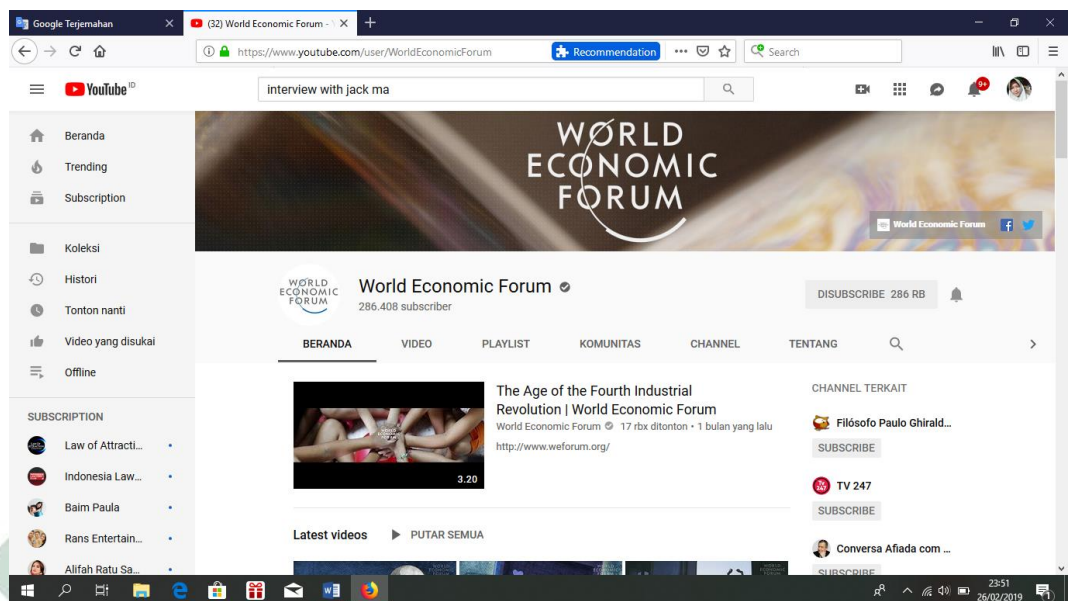 Google Terjemahan
(32) World Economic Forum -
https://www.youtube.com/user/WorldEconomicForum
Recommendation
Search
YouTube ID
interview with jack ma
9+
Beranda
Trending
Subscription
Koleksi
Histori
Tonton nanti
Video yang disukai
Offline
SUBSCRIPTION
Law of Attracti...
Indonesia Law...
Baim Paula
Rans Entertain...
Alifah Ratu Sa...
WORLD
ECONOMIC
FORUM
World Economic Forum
WORLD
ECONOMIC
FORUM
World Economic Forum
286.408 subscriber
DISUBSCRIBE 286 RB
BERANDA VIDEO PLAYLIST KOMUNITAS CHANNEL TENTANG
3.20
The Age of the Fourth Industrial
Revolution | World Economic Forum
World Economic Forum 17 rbx ditonton • 1 bulan yang lalu
http://www.weforum.org/
CHANNEL TERKAIT
Filósofo Paulo Ghirald...
SUBSCRIBE
TV 247
SUBSCRIBE
Conversa Afiada com ...
SUBSCRIBE
Latest videos PUTAR SEMUA
23:51
26/02/2019